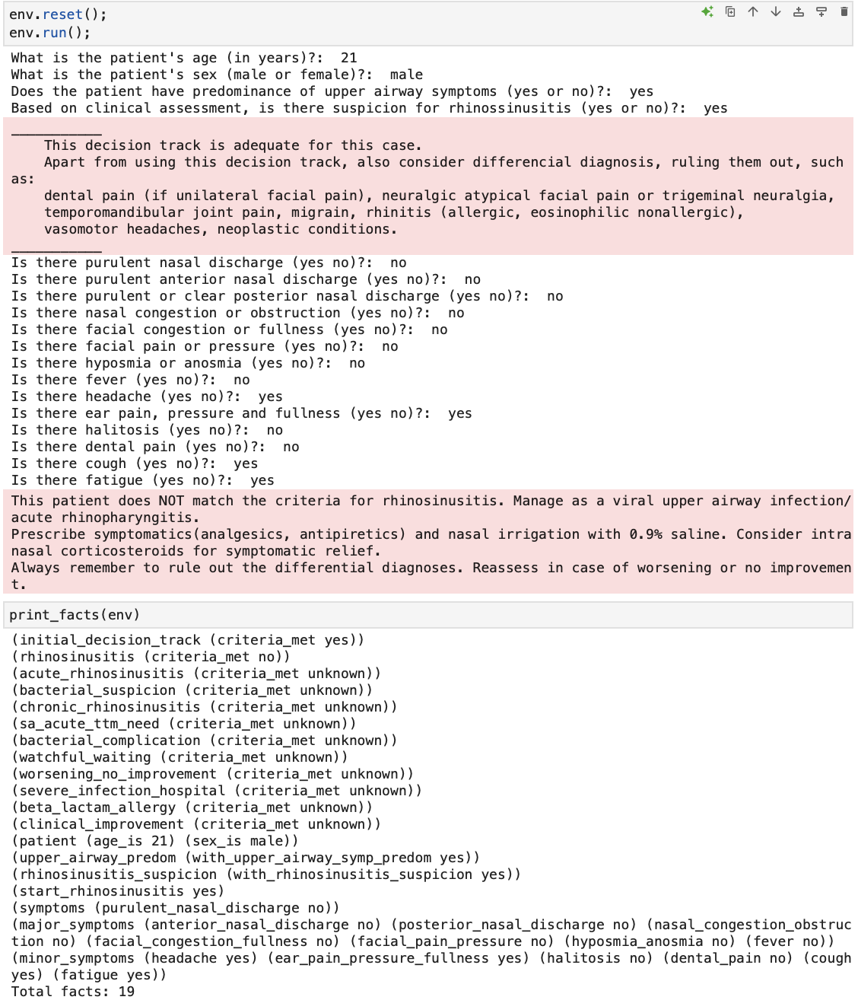 env.reset();
env.run();
What is the patient's age (in years)?:  21
What is the patient's sex (male or female)?:  male
Does the patient have predominance of upper airway symptoms (yes or no)?:  yes
Based on clinical assessment, is there suspicion for rhinossinusitis (yes or no)?:  yes
___________
    This decision track is adequate for this case.
    Apart from using this decision track, also consider differencial diagnosis, ruling them out, such
as:
    dental pain (if unilateral facial pain), neuralgic atypical facial pain or trigeminal neuralgia,
    temporomandibular joint pain, migrain, rhinitis (allergic, eosinophilic nonallergic),
    vasomotor headaches, neoplastic conditions.
___________
Is there purulent nasal discharge (yes no)?:  no
Is there purulent anterior nasal discharge (yes no)?:  no
Is there purulent or clear posterior nasal discharge (yes no)?:  no
Is there nasal congestion or obstruction (yes no)?:  no
Is there facial congestion or fullness (yes no)?:  no
Is there facial pain or pressure (yes no)?:  no
Is there hyposmia or anosmia (yes no)?:  no
Is there fever (yes no)?:  no
Is there headache (yes no)?:  yes
Is there ear pain, pressure and fullness (yes no)?:  yes
Is there halitosis (yes no)?:  no
Is there dental pain (yes no)?:  no
Is there cough (yes no)?:  yes
Is there fatigue (yes no)?:  yes
This patient does NOT match the criteria for rhinosinusitis. Manage as a viral upper airway infection/
acute rhinopharyngitis.
Prescribe symptomatics(analgesics, antipiretics) and nasal irrigation with 0.9% saline. Consider intra
nasal corticosteroids for symptomatic relief.
Always remember to rule out the differential diagnoses. Reassess in case of worsening or no improvemen
t.
print_facts(env)
(initial_decision_track (criteria_met yes))
(rhinosinusitis (criteria_met no))
(acute_rhinosinusitis (criteria_met unknown))
(bacterial_suspicion (criteria_met unknown))
(chronic_rhinosinusitis (criteria_met unknown))
(sa_acute_ttm_need (criteria_met unknown))
(bacterial_complication (criteria_met unknown))
(watchful_waiting (criteria_met unknown))
(worsening_no_improvement (criteria_met unknown))
(severe_infection_hospital (criteria_met unknown))
(beta_lactam_allergy (criteria_met unknown))
(clinical_improvement (criteria_met unknown))
(patient (age_is 21) (sex_is male))
(upper_airway_predom (with_upper_airway_symp_predom yes))
(rhinosinusitis_suspicion (with_rhinosinusitis_suspicion yes))
(start_rhinosinusitis yes)
(symptoms (purulent_nasal_discharge no))
(major_symptoms (anterior_nasal_discharge no) (posterior_nasal_discharge no) (nasal_congestion_obstruc
tion no) (facial_congestion_fullness no) (facial_pain_pressure no) (hyposmia_anosmia no) (fever no))
(minor_symptoms (headache yes) (ear_pain_pressure_fullness yes) (halitosis no) (dental_pain no) (cough
yes) (fatigue yes))
Total facts: 19